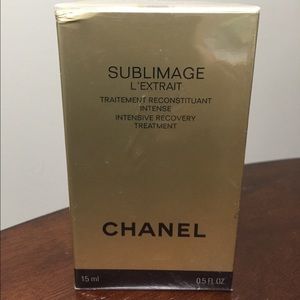 SUBLIMAGE
L'EXTRAIT
TRAITEMENT RECONSTITUANT
INTENSE
INTENSIVE RECOVERY
TREATMENT
CHANEL
15 ml 0.5 FL. OZ.